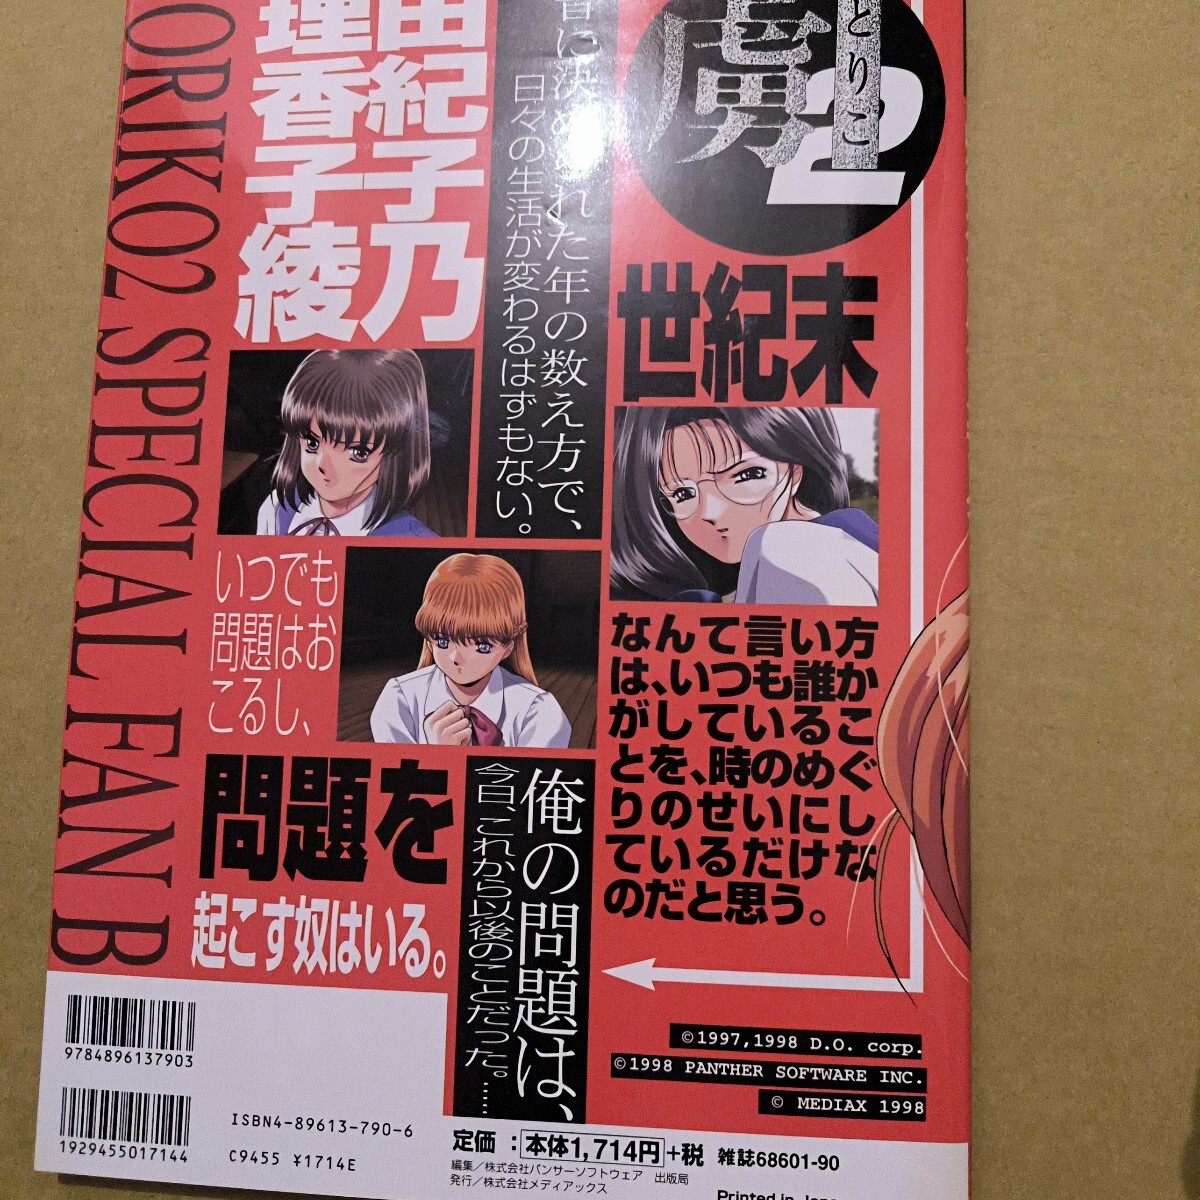 虜2
とりこ
世紀末
なんて言い方
は、いつも誰か
がしているこ
とを、時のめぐ
りのせいにし
ているだけな
のだと思う。
た年の数え方で、
日々の生活が変わるはずもない。
由紀子乃
理香子綾
いつでも
問題はお
こるし、
問題を
起こす奴はいる。
俺の問題は、
今日、これから以後のことだった。……
ORIKO2 SPECIAL FAN B
©1997,1998 D.O. corp.
©1998 PANTHER SOFTWARE INC.
© MEDIAX 1998
9784896137903
1929455017144
ISBN4-89613-790-6
C9455 ¥1714E
定価：本体1,714円+税 雑誌68601-90
編集／株式会社パンサーソフトウェア 出版局
発行／株式会社メディアックス
Printed in Japa